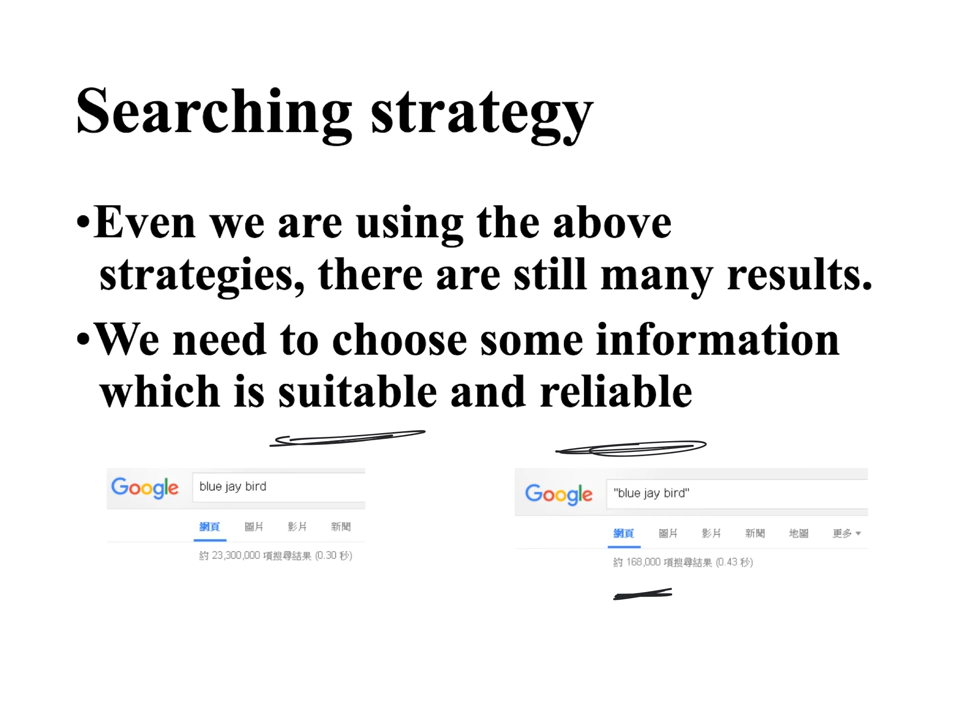 Searching strategy
•Even we are using the above
strategies, there are still many results.
•We need to choose some information
which is suitable and reliable
Google blue jay bird
網頁 圖片 影片 新聞
約 23,300,000 項搜尋結果 (0.30 秒)
Google "blue jay bird"
網頁 圖片 影片 新聞 地圖 更多
約 168,000 項搜尋結果 (0.43 秒)